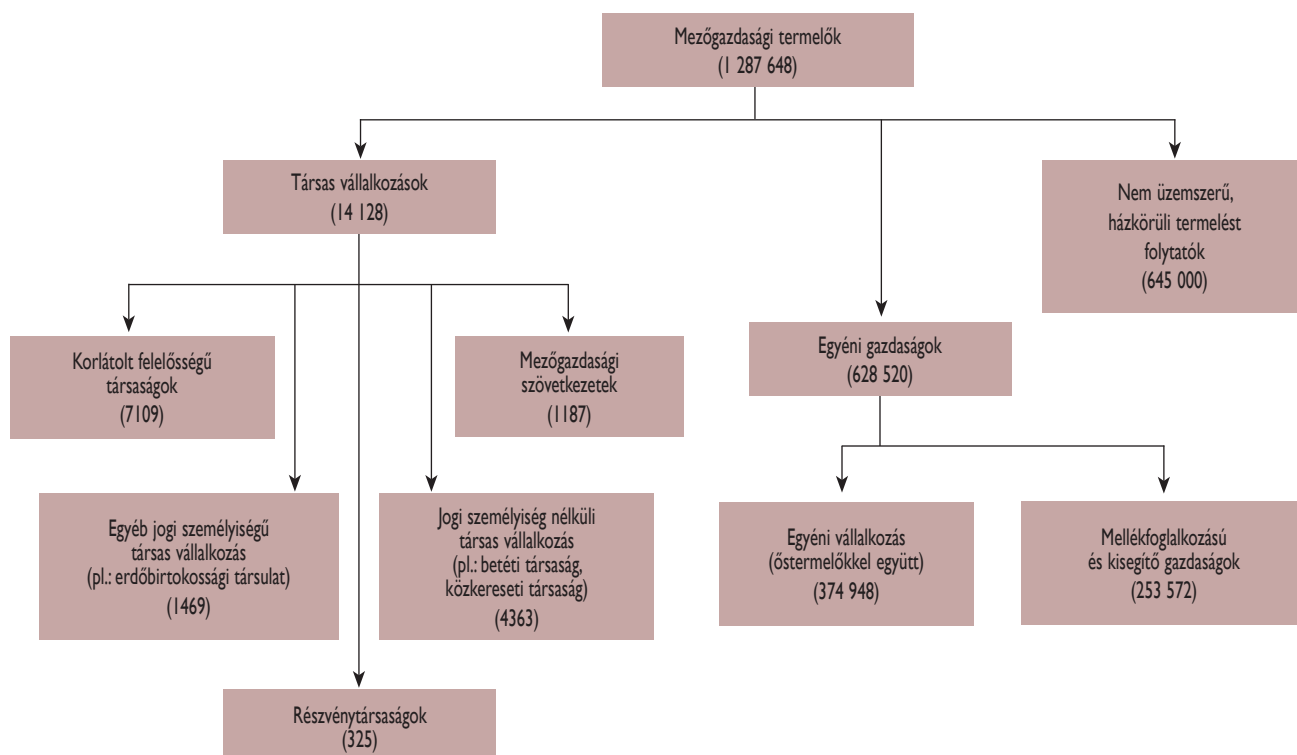 Mezőgazdasági termelők
(1 287 648)
Társas vállalkozások
(14 128)
Nem üzemszerű,
házkörüli termelést
folytatók
(645 000)
Korlátolt felelősségű
társaságok
(7109)
Mezőgazdasági
szövetkezetek
(1187)
Egyéni gazdaságok
(628 520)
Egyéb jogi személyiségű
társas vállalkozás
(pl.: erdőbirtokossági társulat)
(1469)
Jogi személyiség nélküli
társas vállalkozás
(pl.: betéti társaság,
közkereseti társaság)
(4363)
Egyéni vállalkozás
(őstermelőkkel együtt)
(374 948)
Mellékfoglalkozású
és kisegítő gazdaságok
(253 572)
Részvénytársaságok
(325)